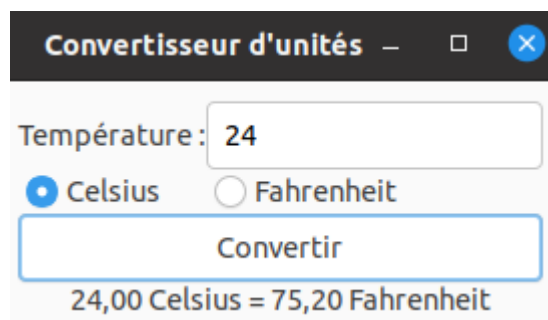 Convertisseur d'unités
Température : 24
Celsius Fahrenheit
Convertir
24,00 Celsius = 75,20 Fahrenheit